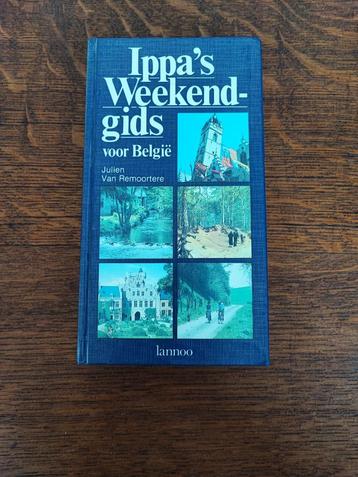 Ippa's
Weekend-
gids
voor België
Julien
Van Remoortere
lannoo